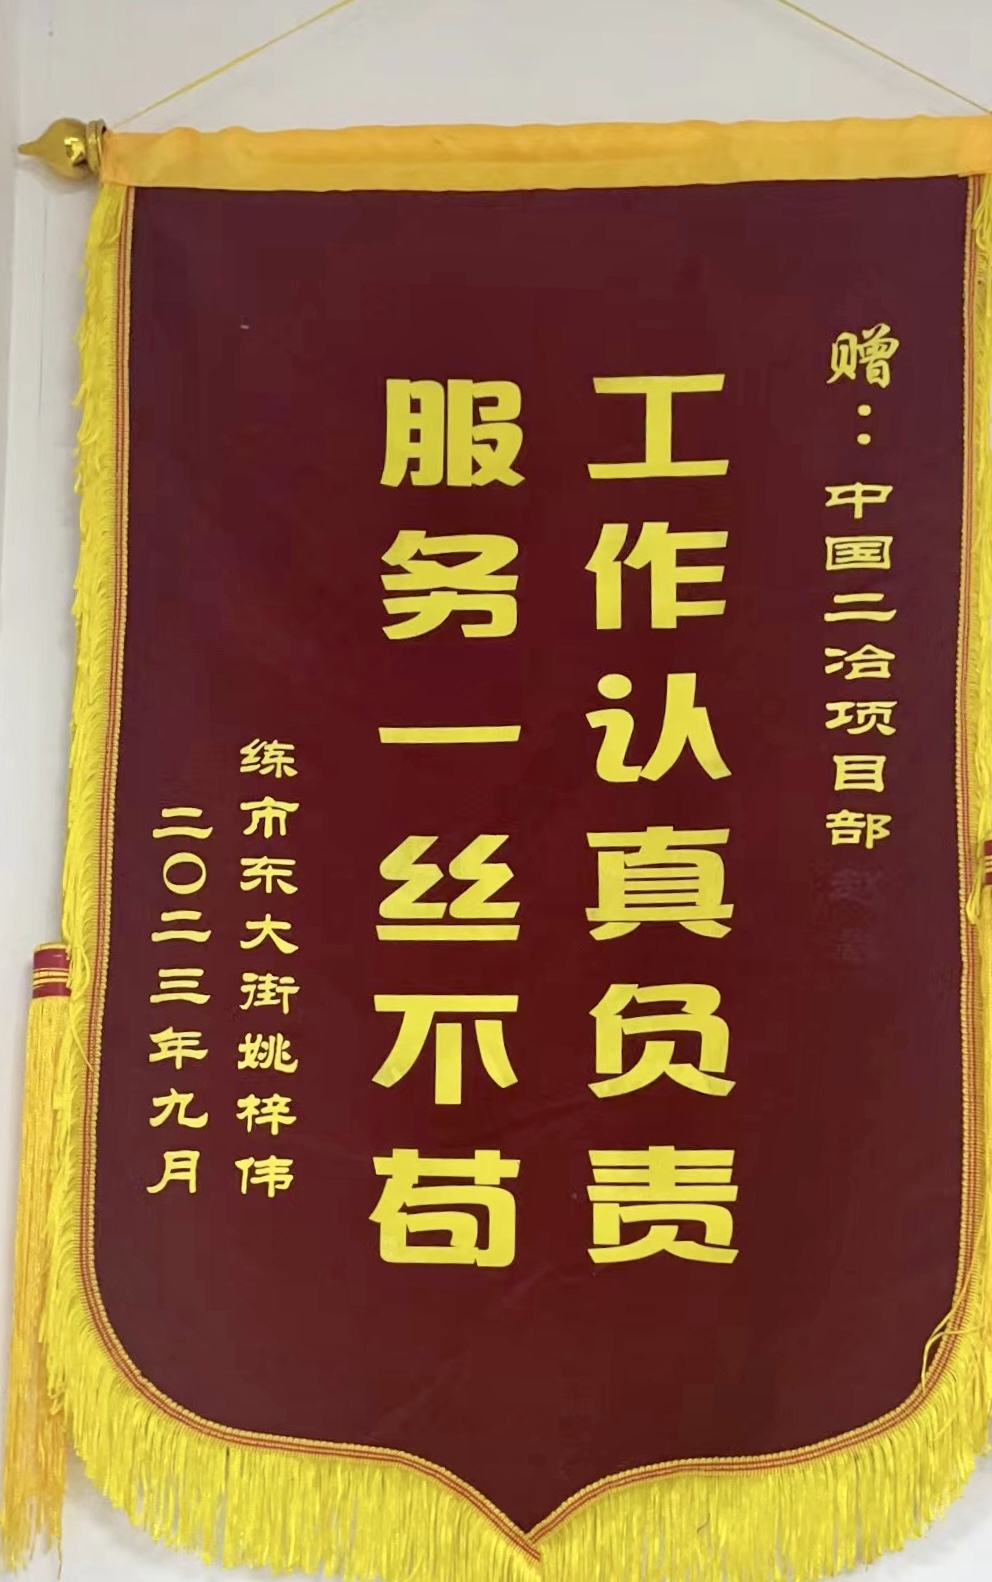 赠：中国二冶项目部
工作认真负责
服务一丝不苟
练市东大街姚梓伟
二〇二三年九月